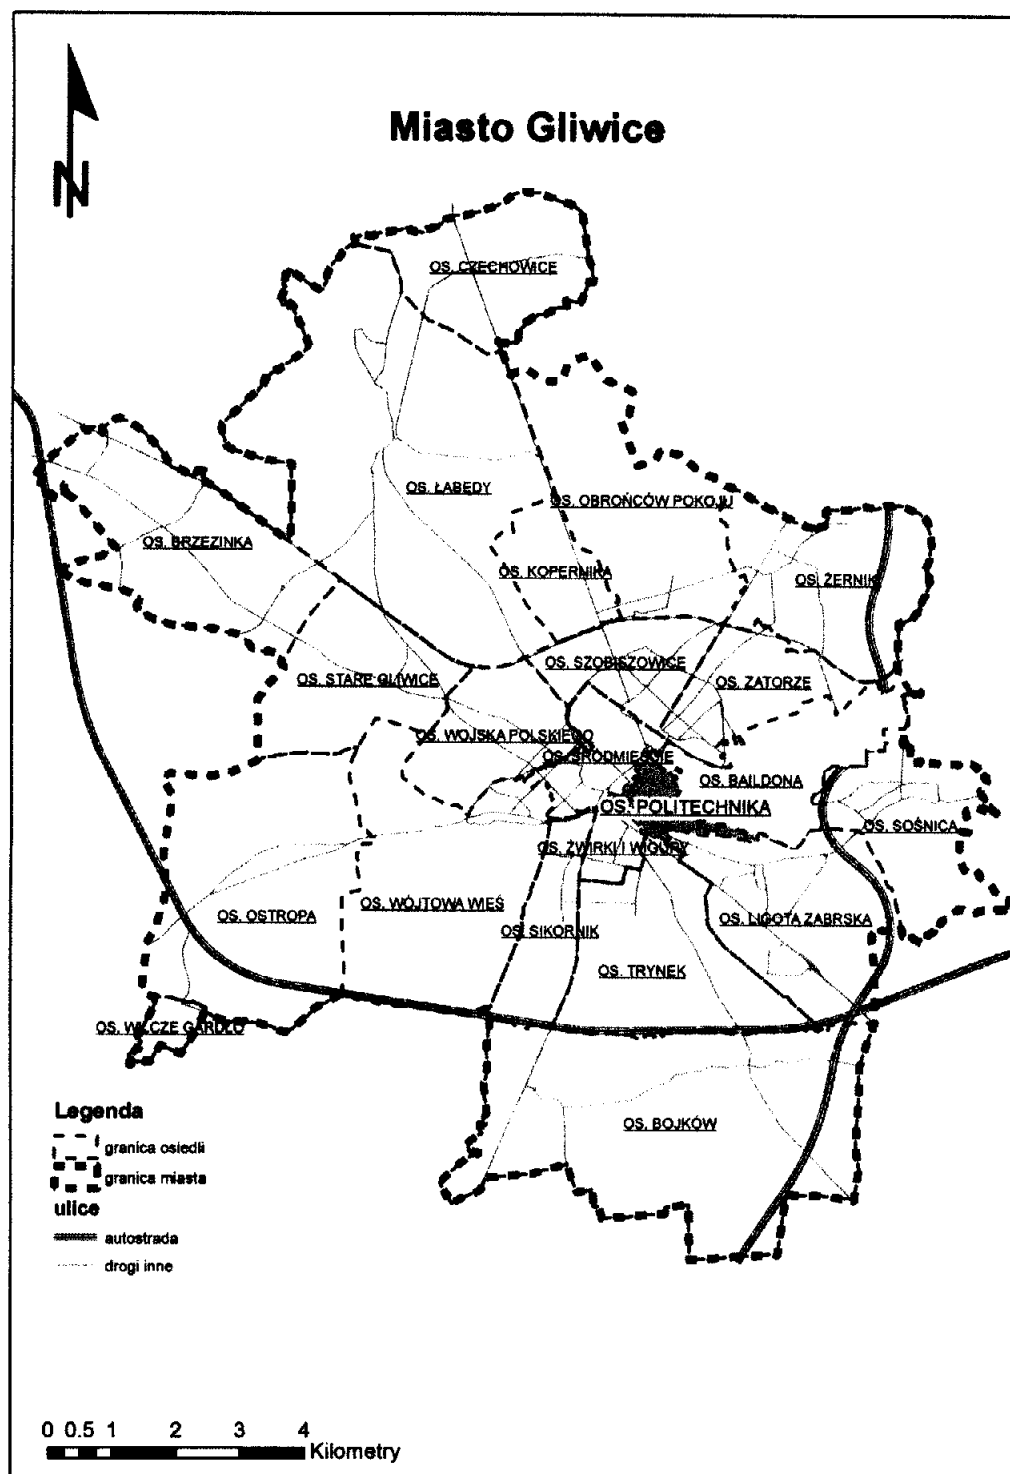 Miasto Gliwice
N
OS. CZECHOWICE
OS. ŁABĘDY
OS. OBROŃCÓW POKOJU
OS. BRZEZINKA
OS. KOPERNIKA
OS. ŻERNIKI
OS. SZOBISZOWICE
OS. STARE GLIWICE
OS. ZATORZE
OS. WOJSKA POLSKIEGO
OS. ŚRÓDMIEŚCIE
OS. BAILDONA
OS. POLITECHNIKA
OS. SOŚNICA
OS. ŻWIRKI I WIGURY
OS. WÓJTOWA WIEŚ
OS. OSTROPA
OS. LIGOTA ZABRSKA
OS. SIKORNIK
OS. TRYNEK
OS. WILCZE GARDŁO
OS. BOJKÓW
Legenda
granica osiedli
granica miasta
ulice
autostrada
drogi inne
0 0.5 1 2 3 4
Kilometry